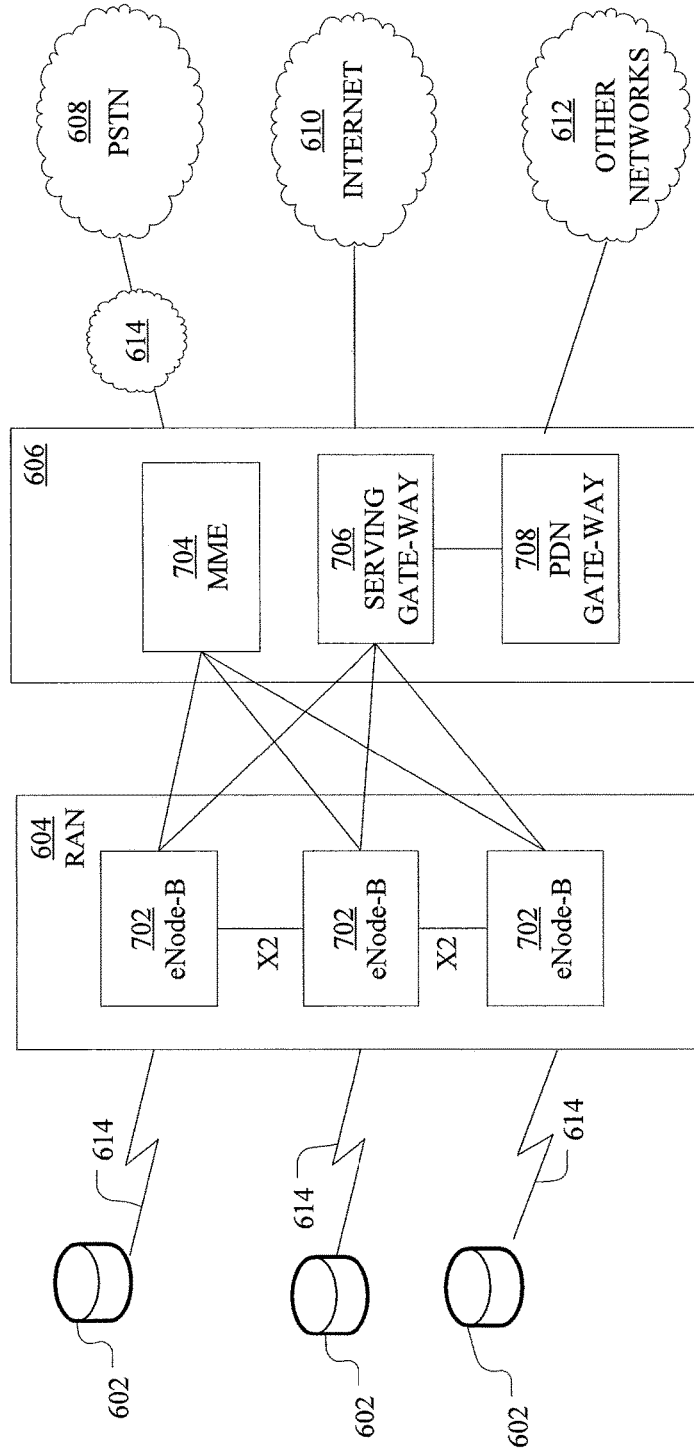 602
614
602
614
602
614
604
RAN
702
eNode-B
X2
702
eNode-B
X2
702
eNode-B
606
704
MME
706
SERVING
GATE-WAY
708
PDN
GATE-WAY
614
608
PSTN
610
INTERNET
612
OTHER
NETWORKS